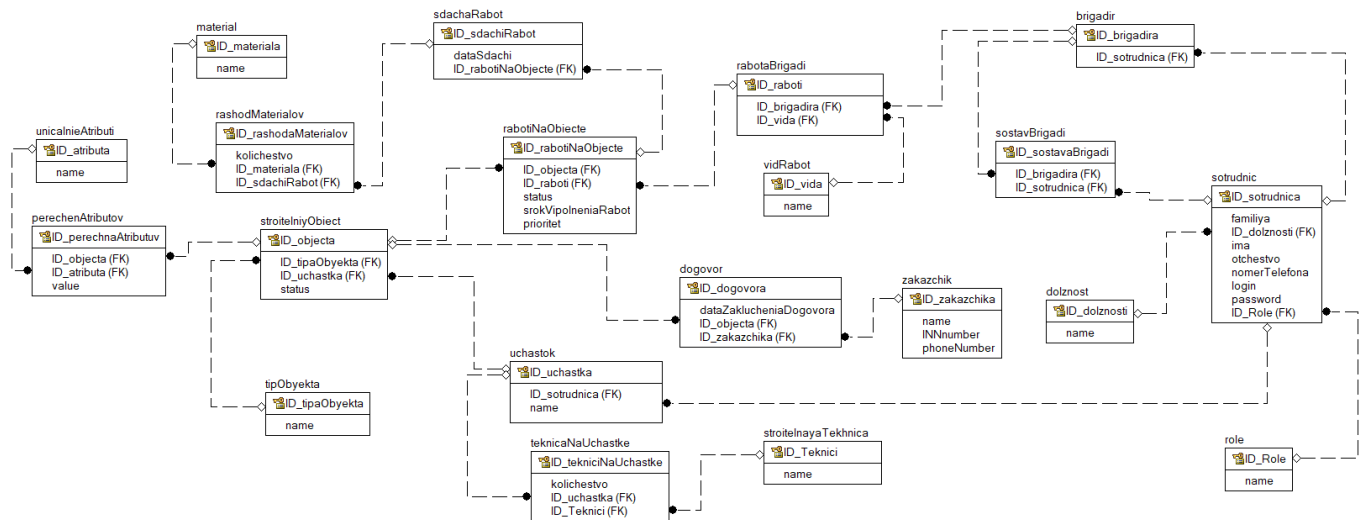 material
ID_materiala
name
sdachaRabot
ID_sdachiRabot
dataSdachi
ID_rabotiNaObjecte (FK)
brigadir
ID_brigadira
ID_sotrudnica (FK)
rabotaBrigadi
ID_raboti
ID_brigadira (FK)
ID_vida (FK)
unicalnieAtributi
ID_atributa
name
rashodMaterialov
ID_rashodaMaterialov
kolichestvo
ID_materiala (FK)
ID_sdachiRabot (FK)
rabotiNaObiecte
ID_rabotiNaObjecte
ID_objecta (FK)
ID_raboti (FK)
status
srokVipolneniaRabot
prioritet
vidRabot
ID_vida
name
sostavBrigadi
ID_sostavaBrigadi
ID_brigadira (FK)
ID_sotrudnica (FK)
sotrudnic
ID_sotrudnica
familiya
ID_dolznosti (FK)
ima
otchestvo
nomerTelefona
login
password
ID_Role (FK)
perechenAtributov
ID_perechnaAtributuv
ID_objecta (FK)
ID_atributa (FK)
value
stroitelniyObiect
ID_objecta
ID_tipaObyekta (FK)
ID_uchastka (FK)
status
dogovor
ID_dogovora
dataZaklucheniaDogovora
ID_objecta (FK)
ID_zakazchika (FK)
zakazchik
ID_zakazchika
name
INNnumber
phoneNumber
dolznost
ID_dolznosti
name
uchastok
ID_uchastka
ID_sotrudnica (FK)
name
tipObyekta
ID_tipaObyekta
name
teknicaNaUchastke
ID_tekniciNaUchastke
kolichestvo
ID_uchastka (FK)
ID_Teknici (FK)
stroitelnayaTekhnica
ID_Teknici
name
role
ID_Role
name